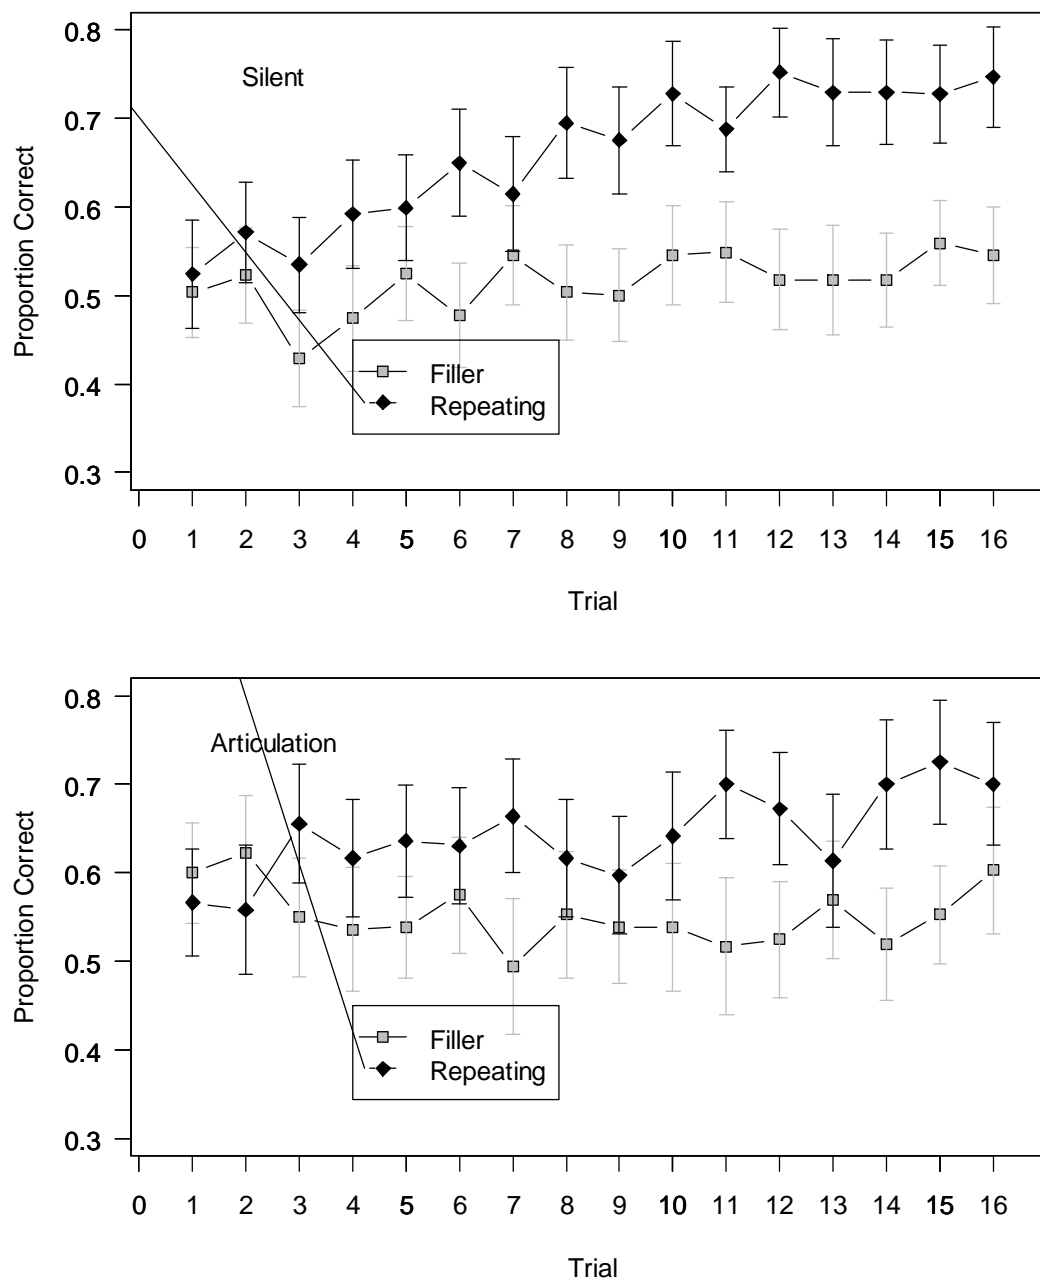 0.8
Silent
0.7
0.6
0.5
0.4
0.3
Proportion Correct
Filler
Repeating
0 1 2 3 4 5 6 7 8 9 10 11 12 13 14 15 16
Trial
0.8
Articulation
0.7
0.6
0.5
0.4
0.3
Proportion Correct
Filler
Repeating
0 1 2 3 4 5 6 7 8 9 10 11 12 13 14 15 16
Trial